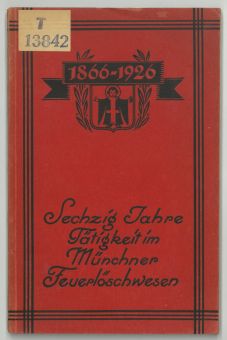 T
13842
1866-1926
Sechzig Jahre
Tätigkeit im
Münchner
Feuerlöschwesen